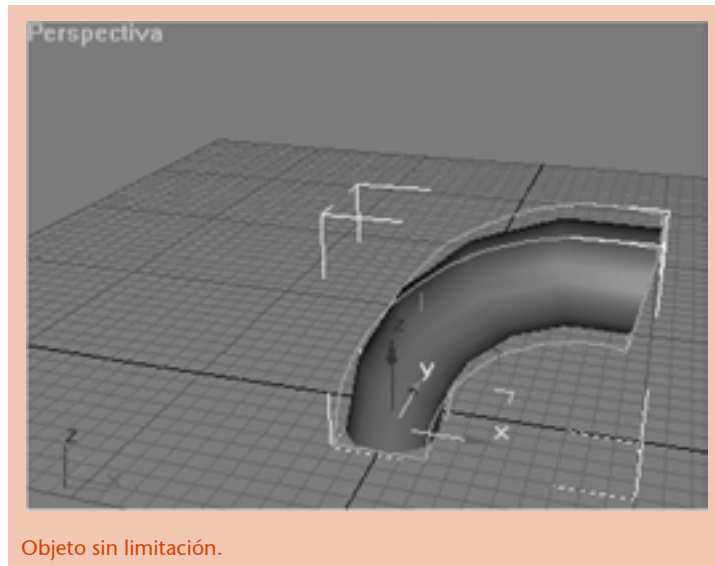 Perspectiva
z
y
x
z
x
Objeto sin limitación.